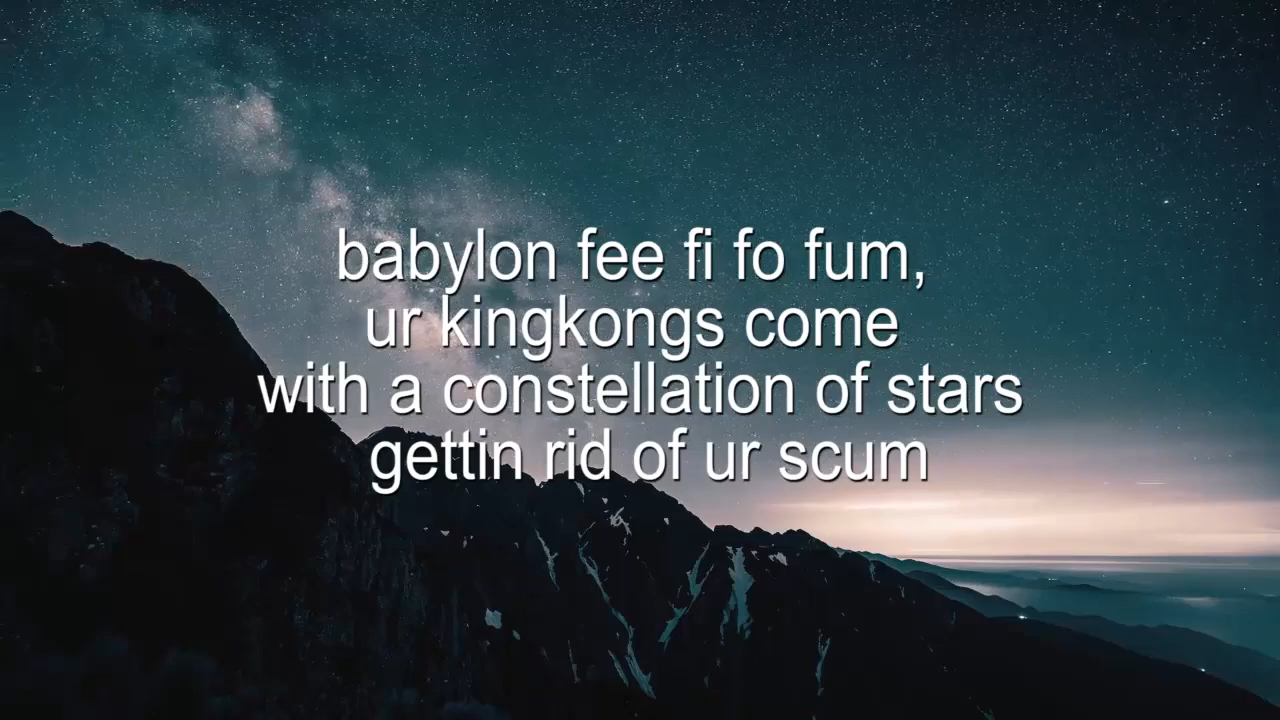 babylon fee fi fo fum,
ur kingkongs come
with a constellation of stars
gettin rid of ur scum